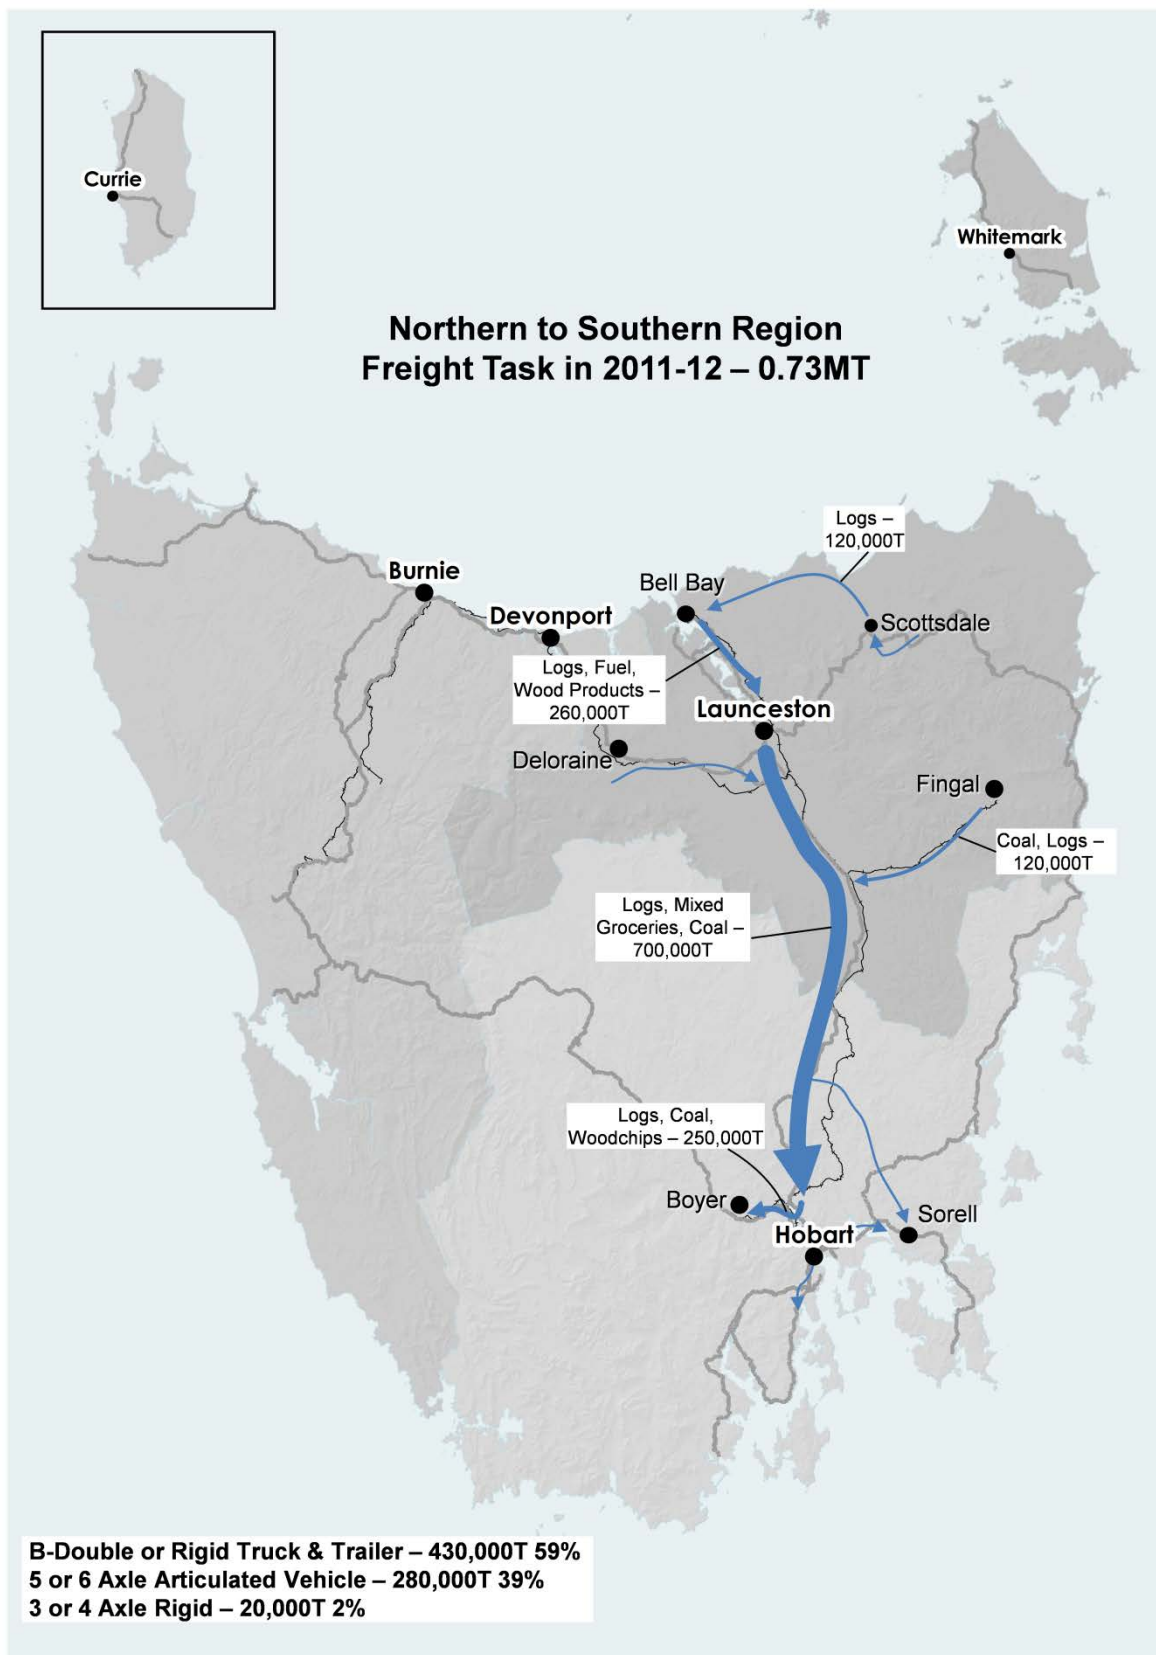 Currie
Whitemark
Northern to Southern Region
Freight Task in 2011-12 – 0.73MT
Logs –
120,000T
Burnie
Bell Bay
Devonport
Scottsdale
Logs, Fuel,
Wood Products –
260,000T
Launceston
Deloraine
Fingal
Coal, Logs –
120,000T
Logs, Mixed
Groceries, Coal –
700,000T
Logs, Coal,
Woodchips – 250,000T
Boyer
Sorell
Hobart
B-Double or Rigid Truck & Trailer – 430,000T 59%
5 or 6 Axle Articulated Vehicle – 280,000T 39%
3 or 4 Axle Rigid – 20,000T 2%